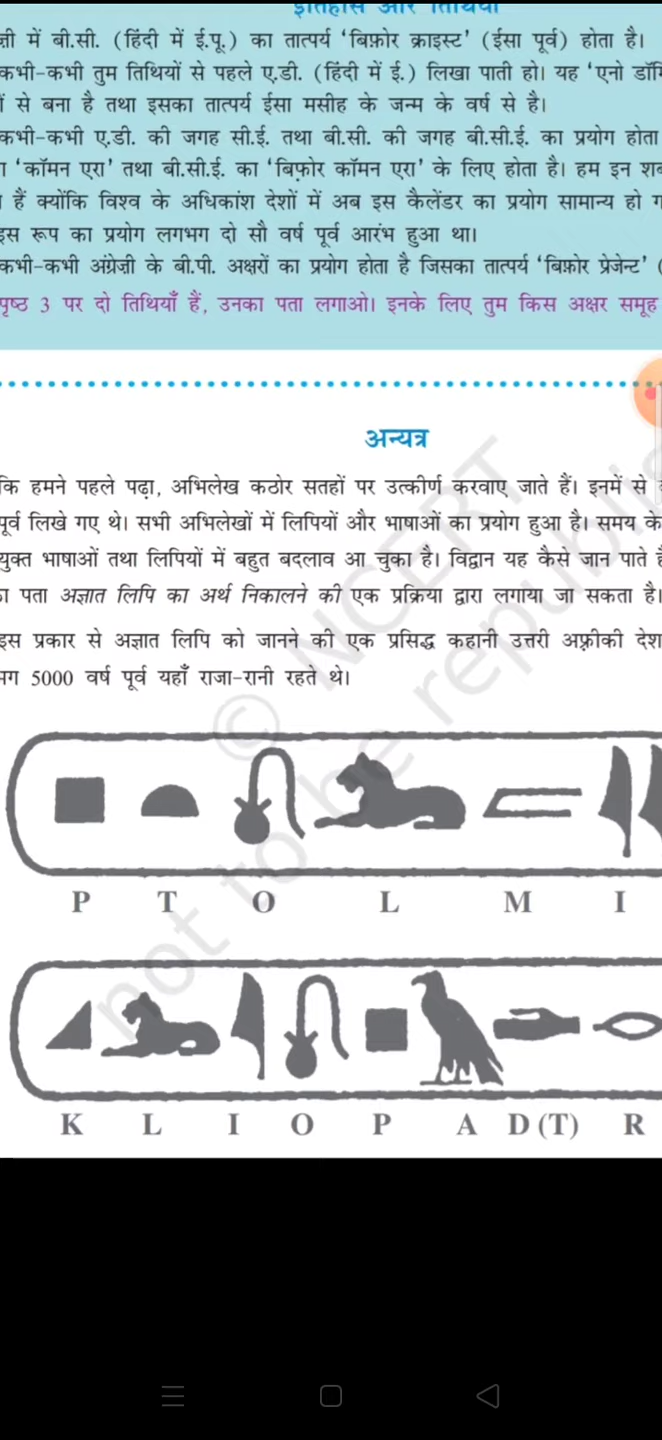 इतिहास और तिथियाँ
में बी.सी. (हिंदी में ई.पू.) का तात्पर्य ‘बिफ़ोर क्राइस्ट’ (ईसा पूर्व) होता है।
कभी-कभी तुम तिथियों से पहले ए.डी. (हिंदी में ई.) लिखा पाती हो। यह ‘एनो
से बना है तथा इसका तात्पर्य ईसा मसीह के जन्म के वर्ष से है।
कभी-कभी ए.डी. की जगह सी.ई. तथा बी.सी. की जगह बी.सी.ई. का प्रयोग होता
‘कॉमन एरा’ तथा बी.सी.ई. का ‘बिफ़ोर कॉमन एरा’ के लिए होता है। हम इन
हैं क्योंकि विश्व के अधिकांश देशों में अब इस कैलेंडर का प्रयोग सामान्य हो
इस रूप का प्रयोग लगभग दो सौ वर्ष पूर्व आरंभ हुआ था।
कभी-कभी अंग्रेज़ी के बी.पी. अक्षरों का प्रयोग होता है जिसका तात्पर्य ‘बिफ़ोर प्रेजेन्ट’ (
पृष्ठ 3 पर दो तिथियाँ हैं, उनका पता लगाओ। इनके लिए तुम किस अक्षर समूह
अन्यत्र
कि हमने पहले पढ़ा, अभिलेख कठोर सतहों पर उत्कीर्ण करवाए जाते हैं। इनमें से
पूर्व लिखे गए थे। सभी अभिलेखों में लिपियों और भाषाओं का प्रयोग हुआ है। समय के
युक्त भाषाओं तथा लिपियों में बहुत बदलाव आ चुका है। विद्वान यह कैसे जान पाते
पता अज्ञात लिपि का अर्थ निकालने की एक प्रक्रिया द्वारा लगाया जा सकता है।
इस प्रकार से अज्ञात लिपि को जानने की एक प्रसिद्ध कहानी उत्तरी अफ़्रीकी देश
5000 वर्ष पूर्व यहाँ राजा-रानी रहते थे।
P T O L M I
K L I O P A D (T) R
© NCERT
not to be republis